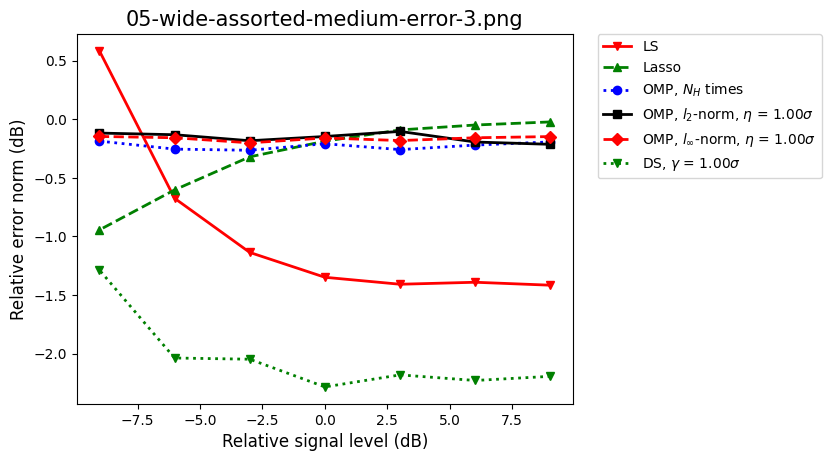 05-wide-assorted-medium-error-3.png
Relative error norm (dB)
0.5
0.0
−0.5
−1.0
−1.5
−2.0
−7.5 −5.0 −2.5 0.0 2.5 5.0 7.5
Relative signal level (dB)
LS
Lasso
OMP, N_H times
OMP, l_2-norm, η = 1.00σ
OMP, l_∞-norm, η = 1.00σ
DS, γ = 1.00σ